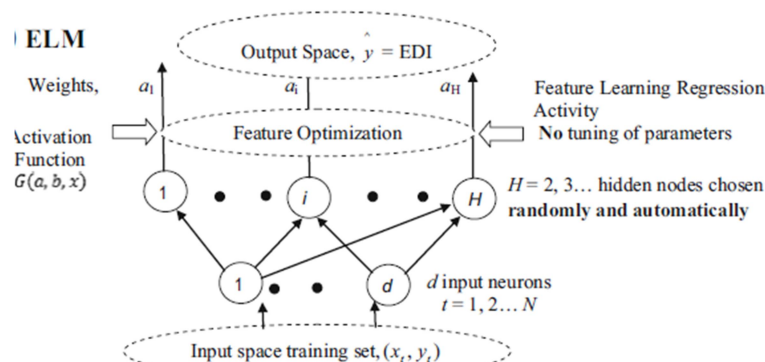 ) ELM
Output Space, ŷ = EDI
Weights,
a1
ai
aH
Feature Learning Regression
Activity
No tuning of parameters
Activation
Function
G(a, b, x)
Feature Optimization
1 • • i • • H
H = 2, 3... hidden nodes chosen
randomly and automatically
1 • • d
d input neurons
t = 1, 2... N
Input space training set, (xt, yt)